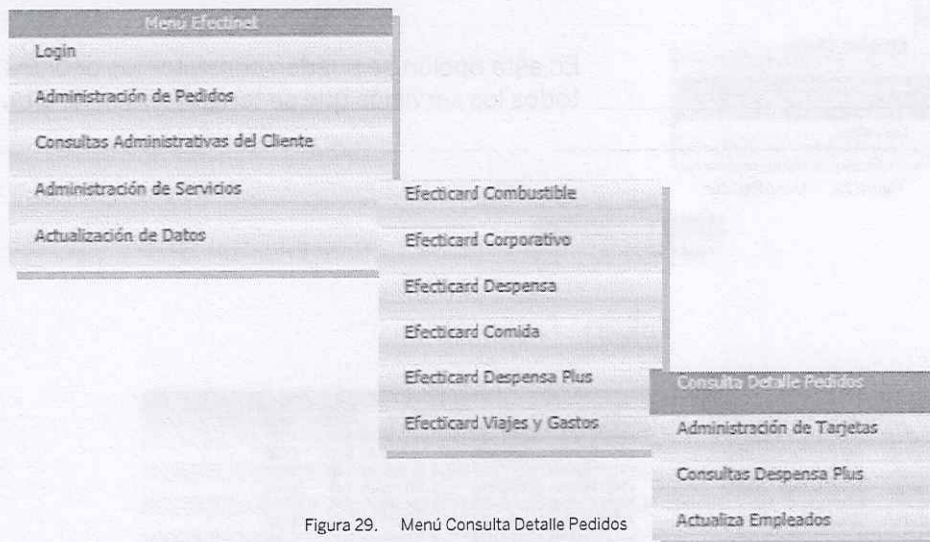 Menú Efectinet
Login
Administración de Pedidos
Consultas Administrativas del Cliente
Administración de Servicios
Actualización de Datos
Efecticard Combustible
Efecticard Corporativo
Efecticard Despensa
Efecticard Comida
Efecticard Despensa Plus
Efecticard Viajes y Gastos
Consulta Detalle Pedidos
Administración de Tarjetas
Consultas Despensa Plus
Actualiza Empleados
Figura 29. Menú Consulta Detalle Pedidos